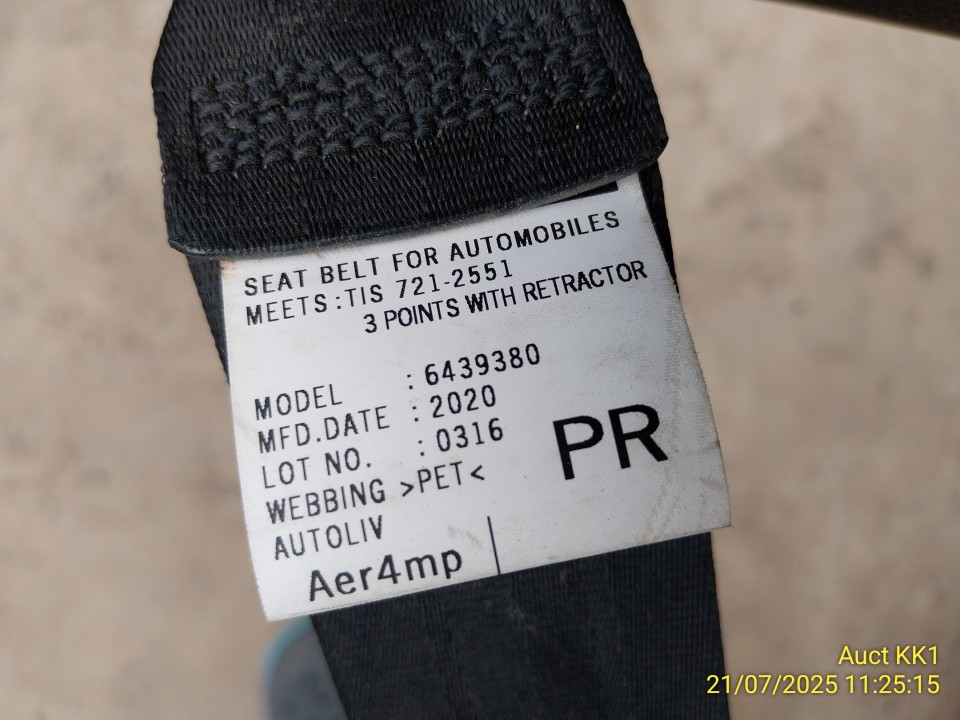 SEAT BELT FOR AUTOMOBILES
MEETS:TIS 721-2551
3 POINTS WITH RETRACTOR
MODEL : 6439380
MFD.DATE : 2020
LOT NO. : 0316
WEBBING >PET<
AUTOLIV
PR
Aer4mp
Auct KK1
21/07/2025 11:25:15